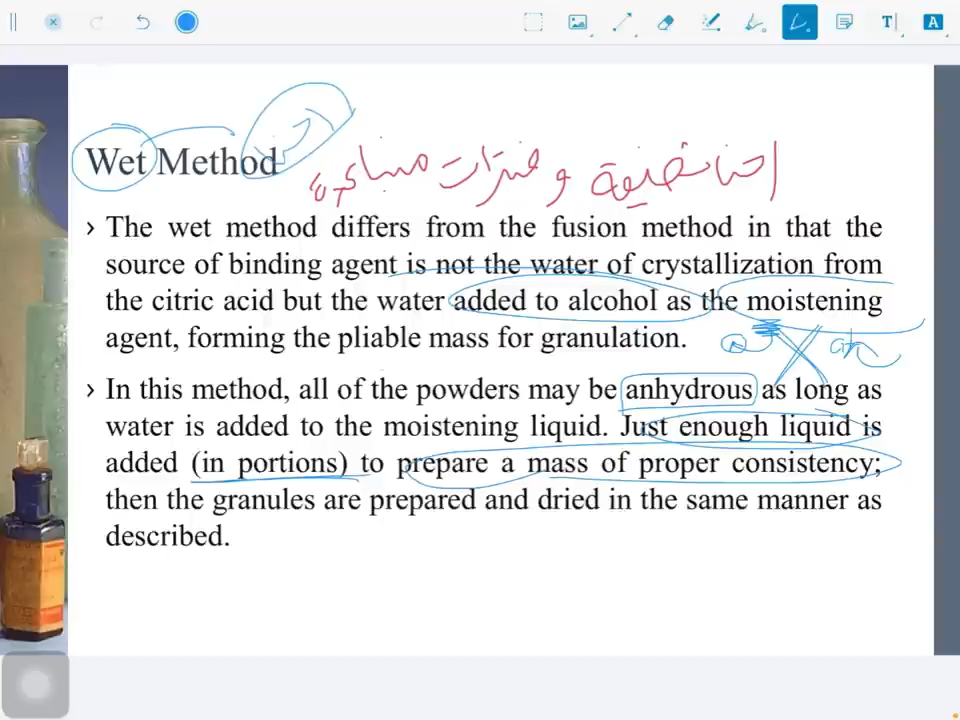 Wet Method
› The wet method differs from the fusion method in that the
source of binding agent is not the water of crystallization from
the citric acid but the water added to alcohol as the moistening
agent, forming the pliable mass for granulation.
› In this method, all of the powders may be anhydrous as long as
water is added to the moistening liquid. Just enough liquid is
added (in portions) to prepare a mass of proper consistency;
then the granules are prepared and dried in the same manner as
described.